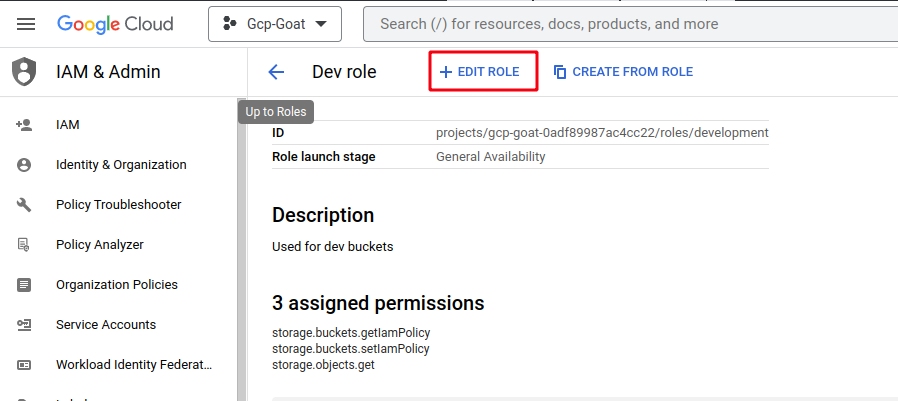 Google Cloud
Gcp-Goat
Search (/) for resources, docs, products, and more
IAM & Admin
Dev role
EDIT ROLE
CREATE FROM ROLE
Up to Roles
IAM
Identity & Organization
Policy Troubleshooter
Policy Analyzer
Organization Policies
Service Accounts
Workload Identity Federat...
ID projects/gcp-goat-0adf89987ac4cc22/roles/development
Role launch stage General Availability
Description
Used for dev buckets
3 assigned permissions
storage.buckets.getIamPolicy
storage.buckets.setIamPolicy
storage.objects.get